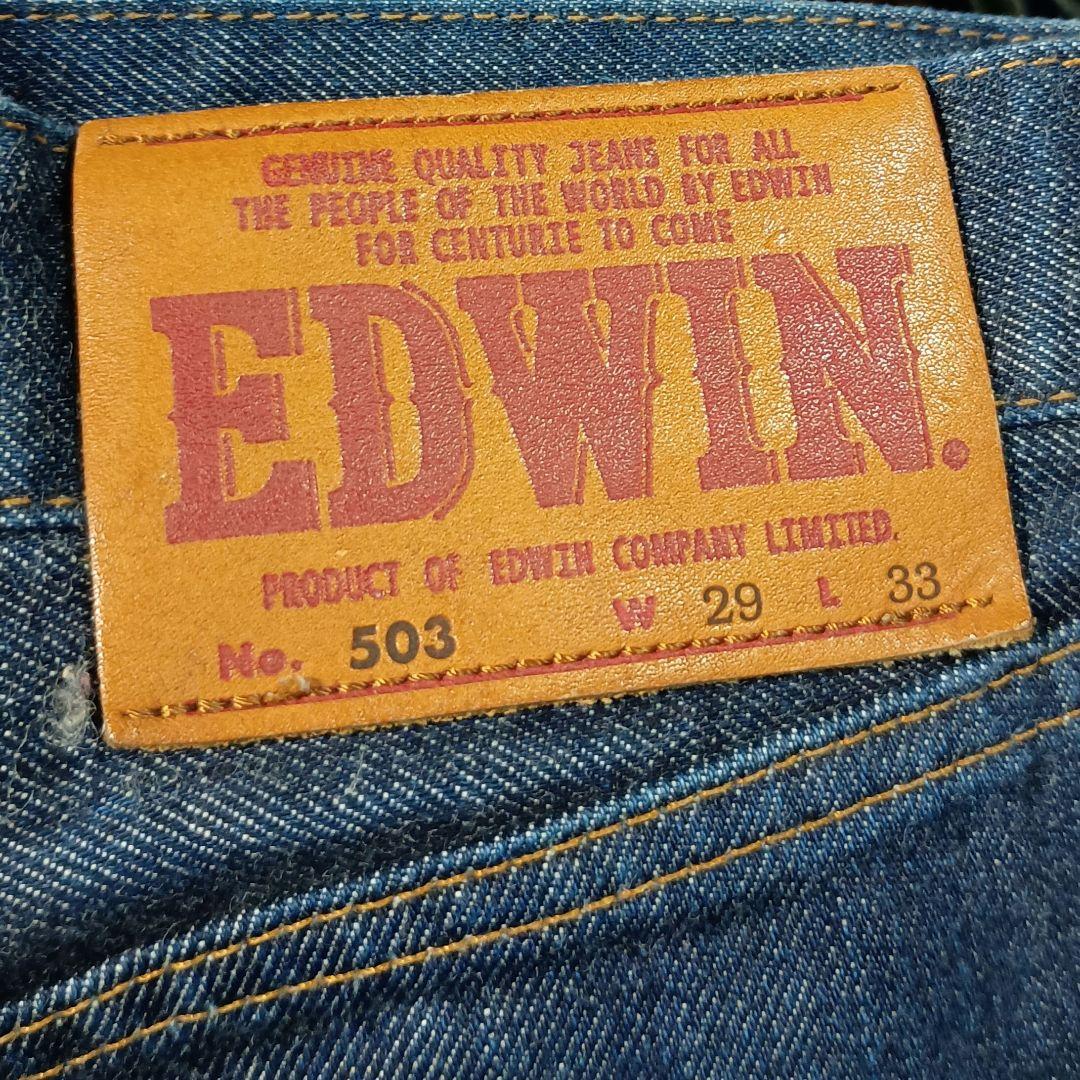 GENUINE QUALITY JEANS FOR ALL
THE PEOPLE OF THE WORLD BY EDWIN
FOR CENTURIE TO COME
EDWIN.
PRODUCT OF EDWIN COMPANY LIMITED.
No. 503 W 29 L 33